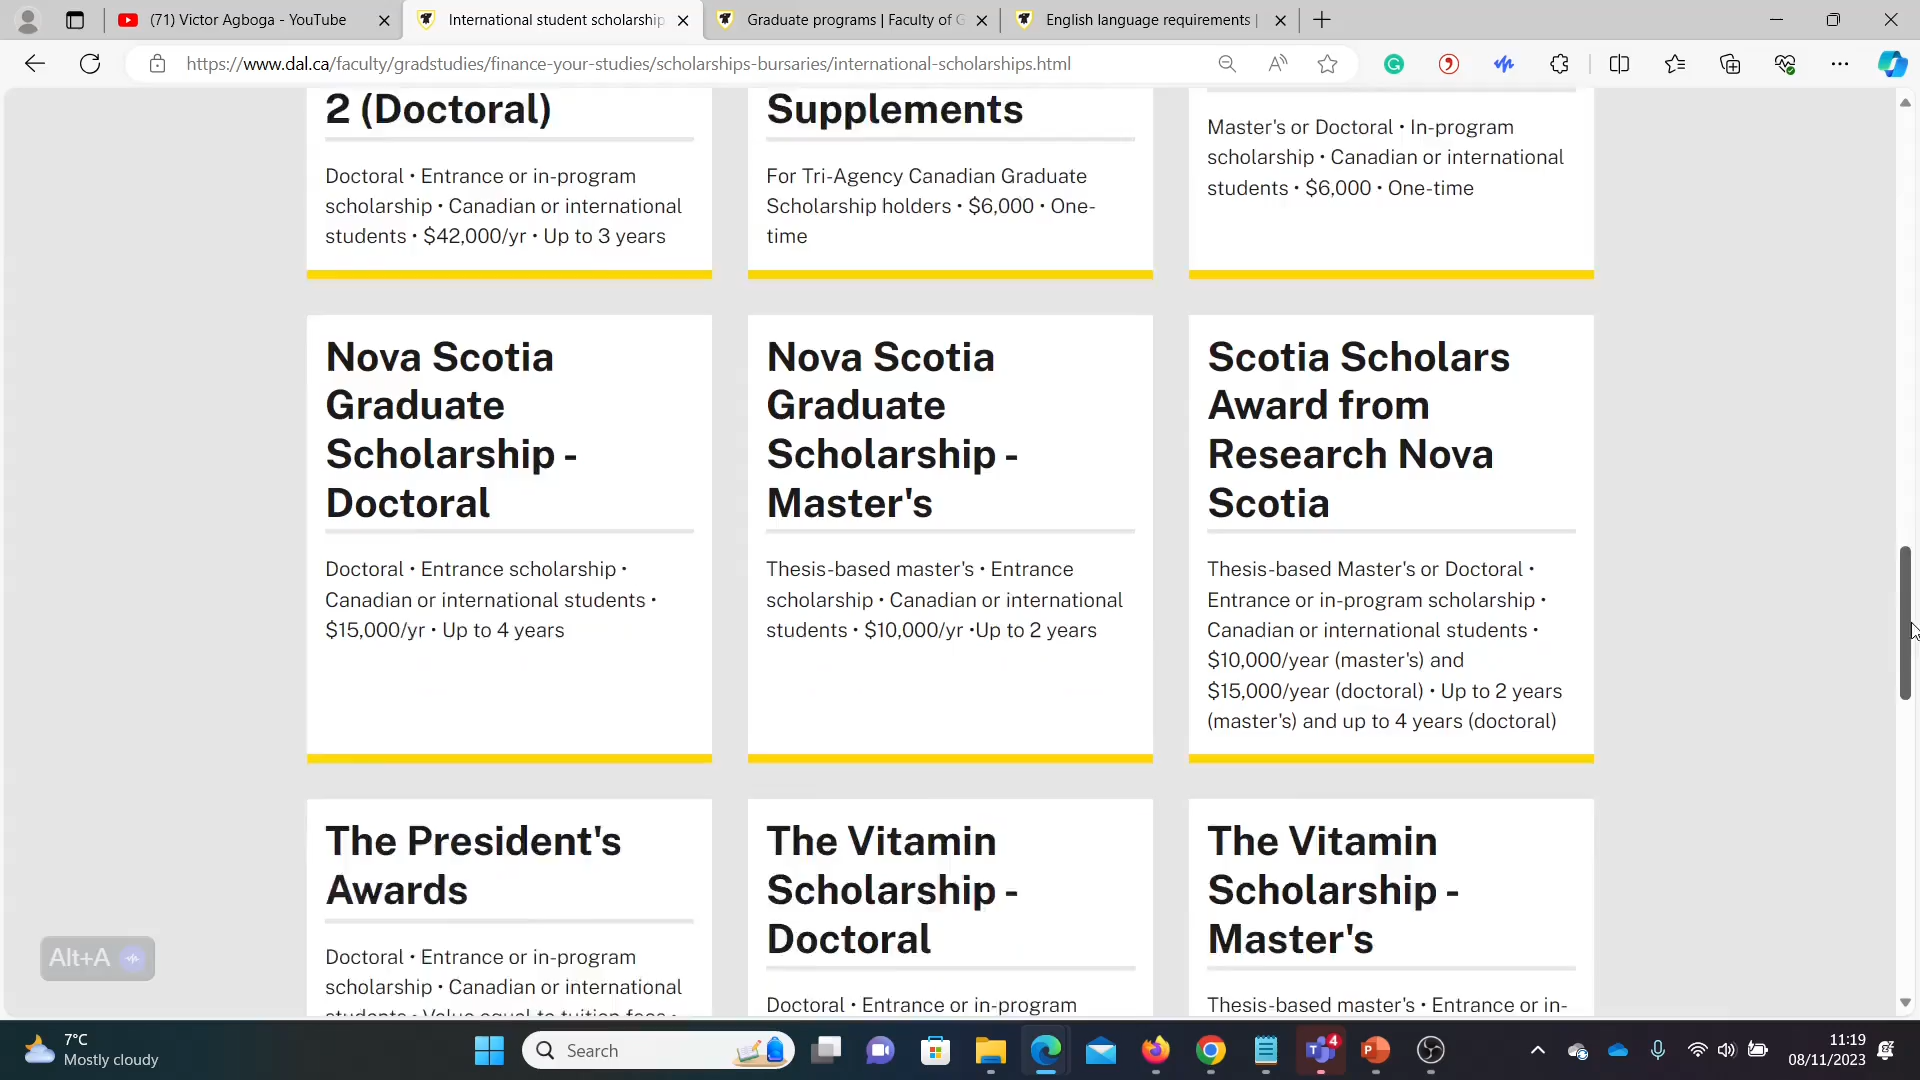 (71) Victor Agboga - YouTube
International student scholarship
Graduate programs | Faculty of G
English language requirements |
https://www.dal.ca/faculty/gradstudies/finance-your-studies/scholarships-bursaries/international-scholarships.html
2 (Doctoral)
Doctoral • Entrance or in-program
scholarship • Canadian or international
students • $42,000/yr • Up to 3 years
Supplements
For Tri-Agency Canadian Graduate
Scholarship holders • $6,000 • One-
time
Master's or Doctoral • In-program
scholarship • Canadian or international
students • $6,000 • One-time
Nova Scotia
Graduate
Scholarship -
Doctoral
Doctoral • Entrance scholarship •
Canadian or international students •
$15,000/yr • Up to 4 years
Nova Scotia
Graduate
Scholarship -
Master's
Thesis-based master's • Entrance
scholarship • Canadian or international
students • $10,000/yr •Up to 2 years
Scotia Scholars
Award from
Research Nova
Scotia
Thesis-based Master's or Doctoral •
Entrance or in-program scholarship •
Canadian or international students •
$10,000/year (master's) and
$15,000/year (doctoral) • Up to 2 years
(master's) and up to 4 years (doctoral)
The President's
Awards
Doctoral • Entrance or in-program
scholarship • Canadian or international
students • Value equal to tuition fees •
The Vitamin
Scholarship -
Doctoral
Doctoral • Entrance or in-program
The Vitamin
Scholarship -
Master's
Thesis-based master's • Entrance or in-
Alt+A
7°C
Mostly cloudy
Search
4
11:19
08/11/2023